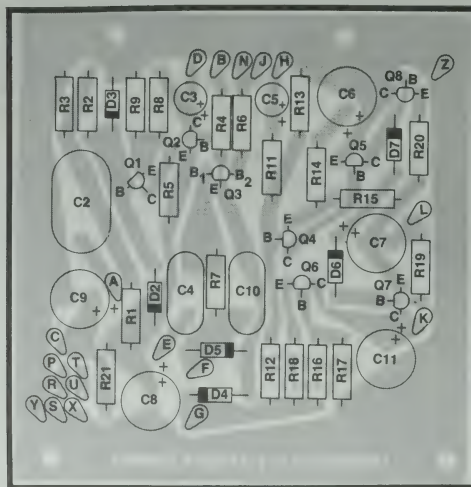 D B N J H Z
R3 R2 D3 R9 R8 C3 + R4 R6 C5 + R13 C6 + + Q8 C B E
Q2 C B E Q5 E B C D7 R20
Q1 E B C R5 B1 B2 E Q3 R11 R14
C2 R15
L
E B C Q4 + + C7 R19
Q6 E C B D6 Q7 E B C
C9 + + A R1 D2 C4 R7 C10 + K
C E D5
P T + + F R12 R18 R16 R17 C11
R U R21 C8 D4
Y S X G